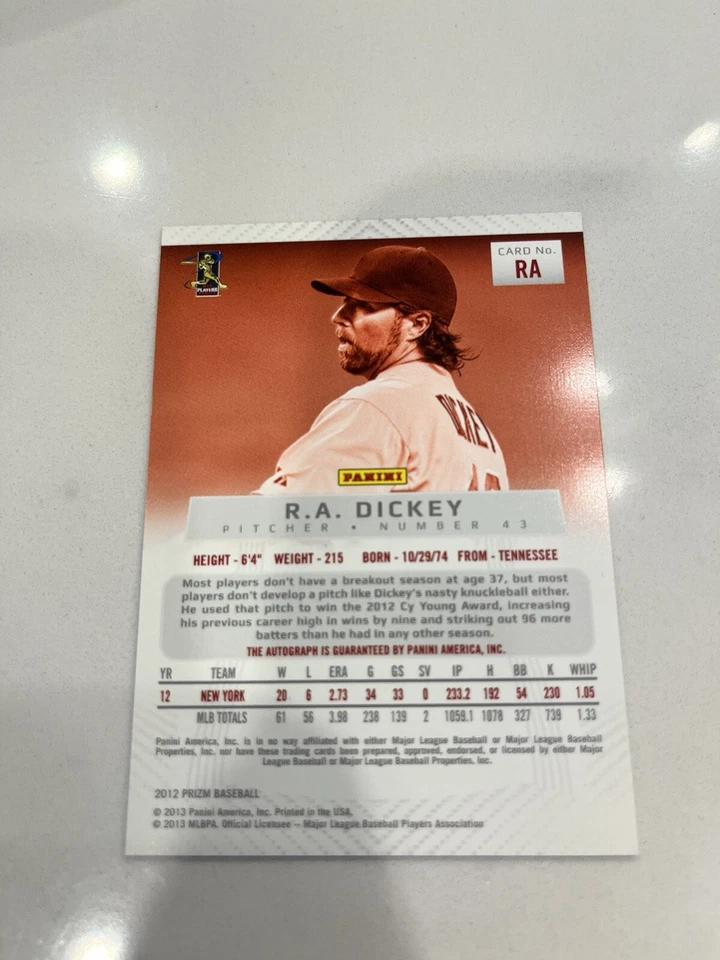 PLAYERS
CARD No.
RA
DICKEY
PANINI
R.A. DICKEY
PITCHER • NUMBER 43
HEIGHT - 6'4" WEIGHT - 215 BORN - 10/29/74 FROM - TENNESSEE
Most players don't have a breakout season at age 37, but most
players don't develop a pitch like Dickey's nasty knuckleball either.
He used that pitch to win the 2012 Cy Young Award, increasing
his previous career high in wins by nine and striking out 96 more
batters than he had in any other season.
THE AUTOGRAPH IS GUARANTEED BY PANINI AMERICA, INC.
YR TEAM W L ERA G GS SV IP H BB K WHIP
12 NEW YORK 20 6 2.73 34 33 0 233.2 192 54 230 1.05
MLB TOTALS 61 56 3.98 238 139 2 1059.1 1078 327 739 1.33
Panini America, Inc. is in no way affiliated with either Major League Baseball or Major League Baseball
Properties, Inc. nor have these trading cards been prepared, approved, endorsed, or licensed by either Major
League Baseball or Major League Baseball Properties, Inc.
2012 PRIZM BASEBALL
© 2013 Panini America, Inc. Printed in the USA.
© 2013 MLBPA. Official Licensee – Major League Baseball Players Association